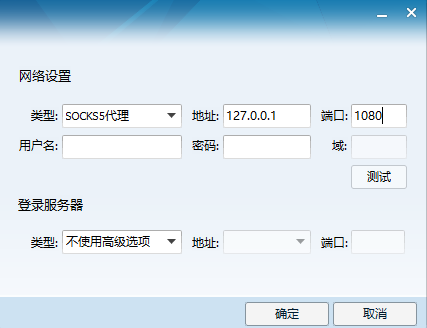 网络设置
类型: SOCKS5代理 地址: 127.0.0.1 端口: 1080
用户名: 密码: 域:
测试
登录服务器
类型: 不使用高级选项 地址: 端口:
确定 取消